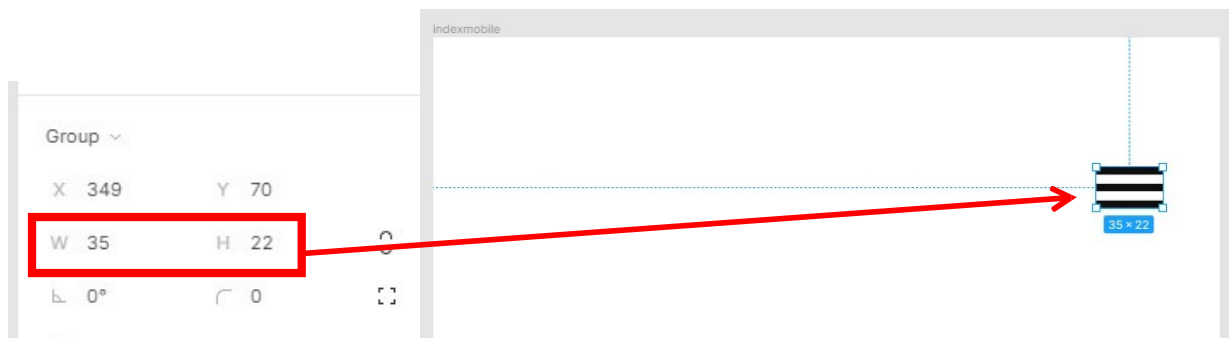 indexmobile
Group
X 349 Y 70
W 35 H 22
0° 0
35 × 22